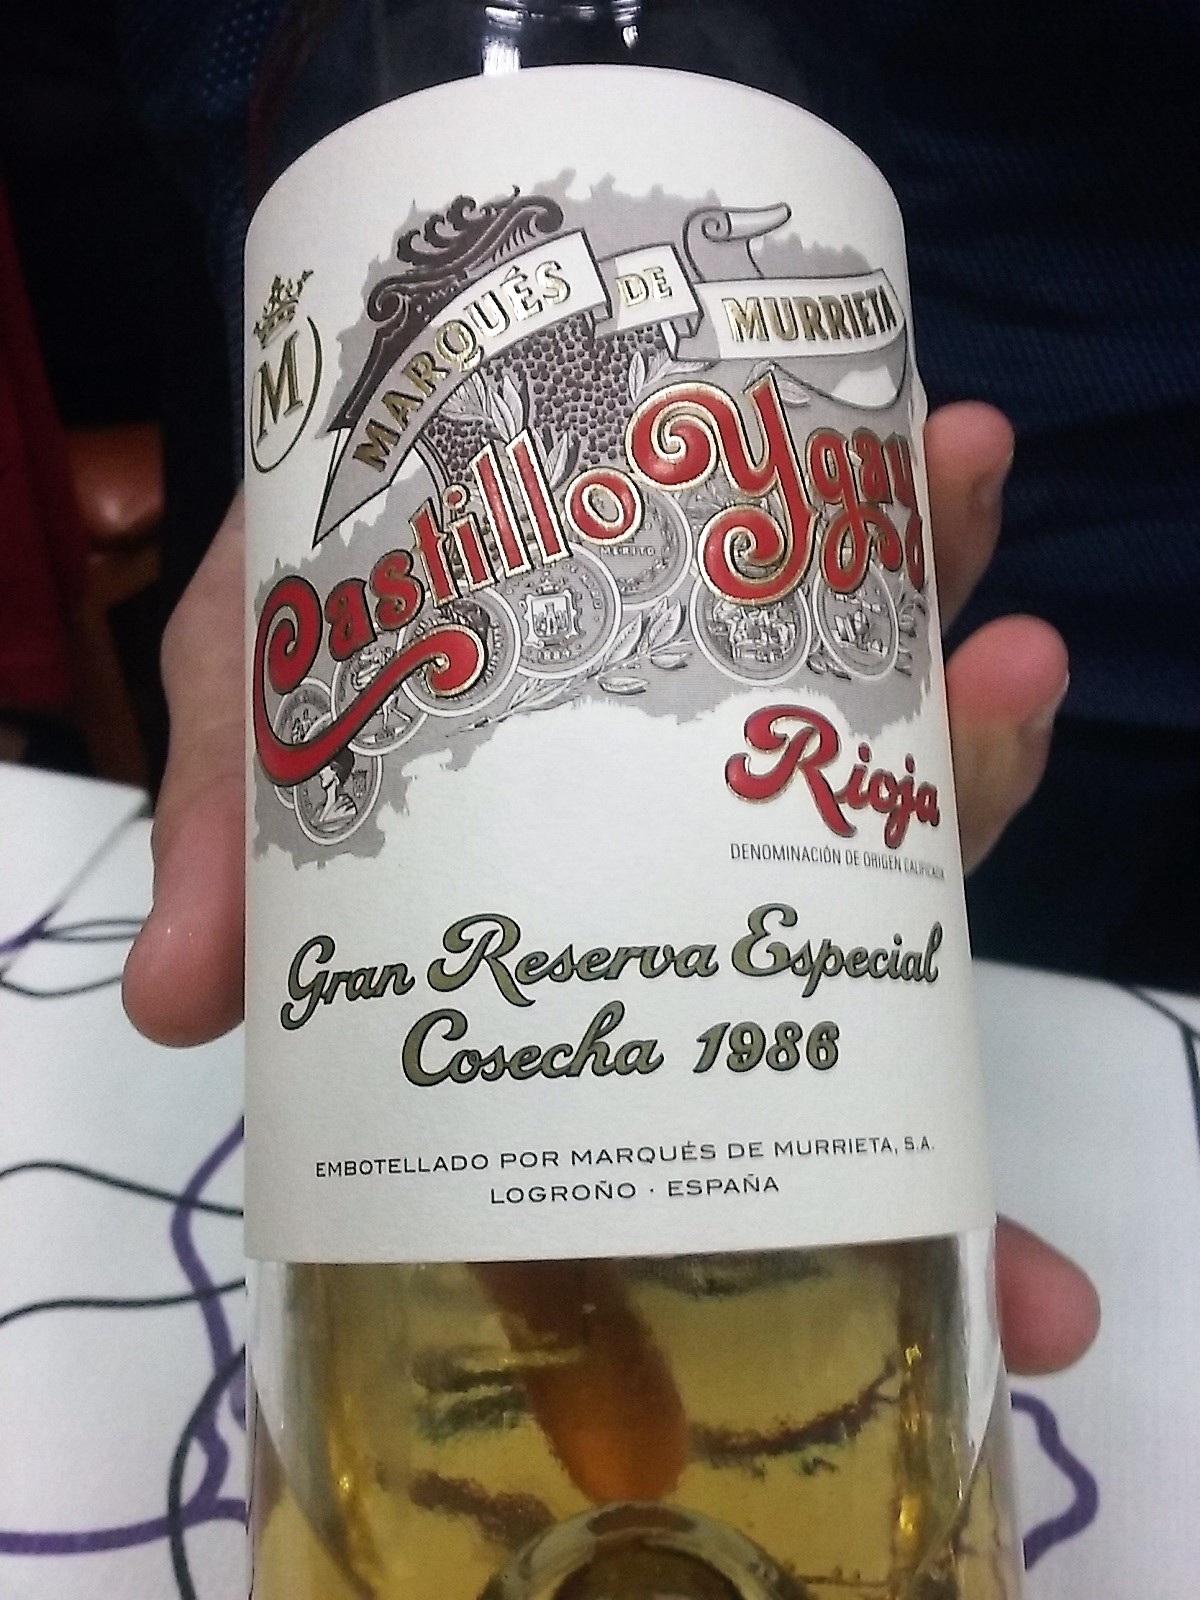 M
MARQUÉS DE MURRIETA
Castillo Ygay
MERITO
Rioja
DENOMINACIÓN DE ORIGEN CALIFICADA
Gran Reserva Especial
Cosecha 1986
EMBOTELLADO POR MARQUÉS DE MURRIETA, S.A.
LOGROÑO · ESPAÑA